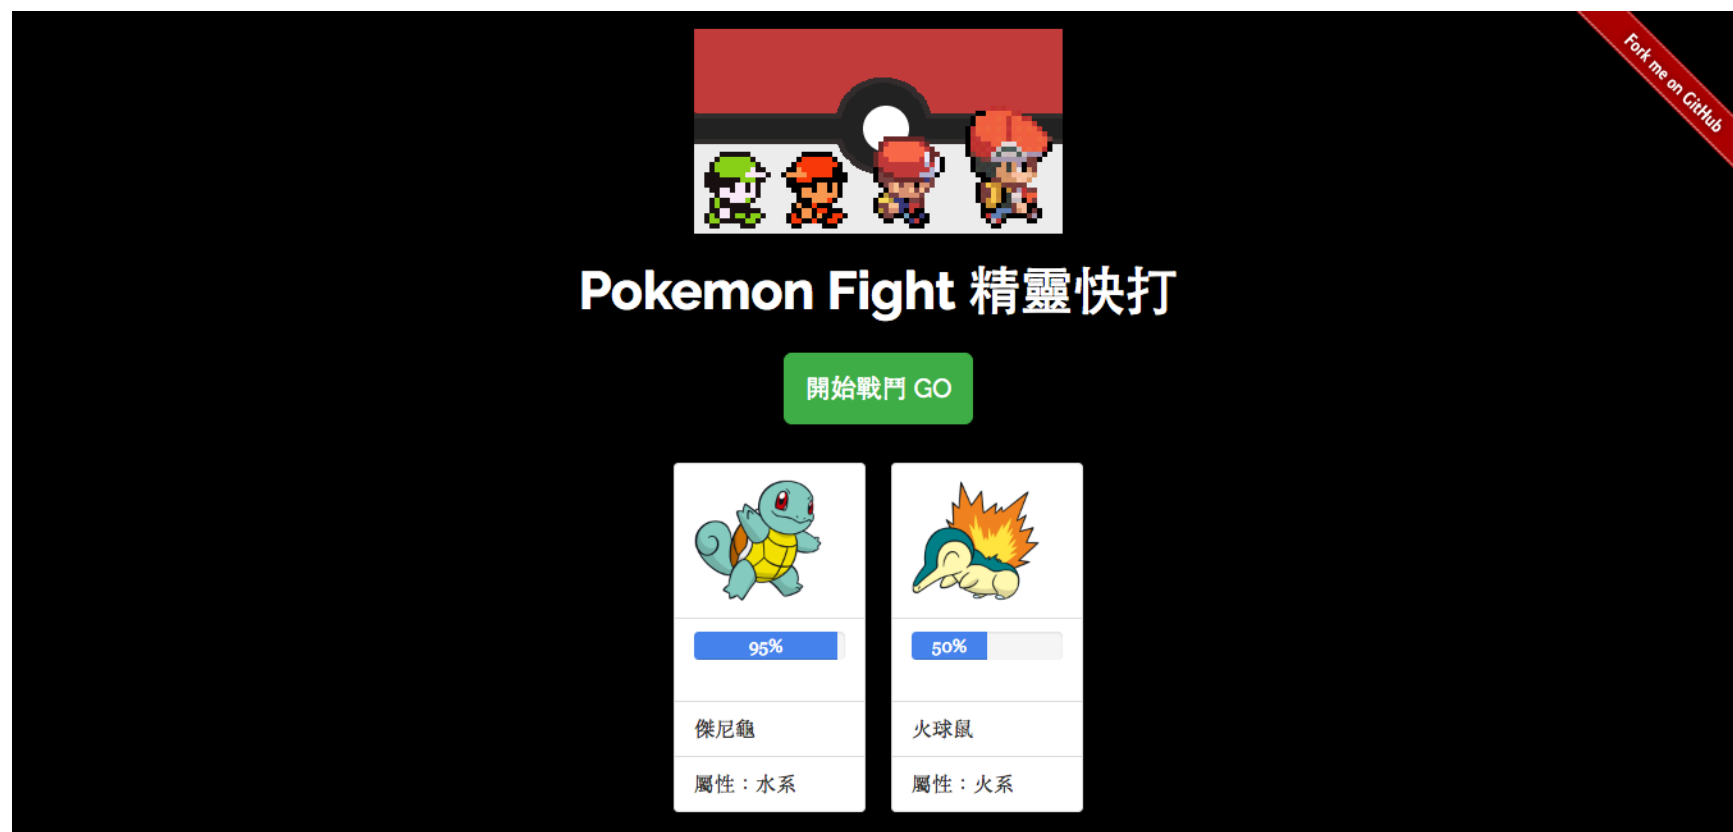 Fork me on GitHub
Pokemon Fight 精靈快打
開始戰鬥 GO
95%
50%
傑尼龜
火球鼠
屬性：水系
屬性：火系